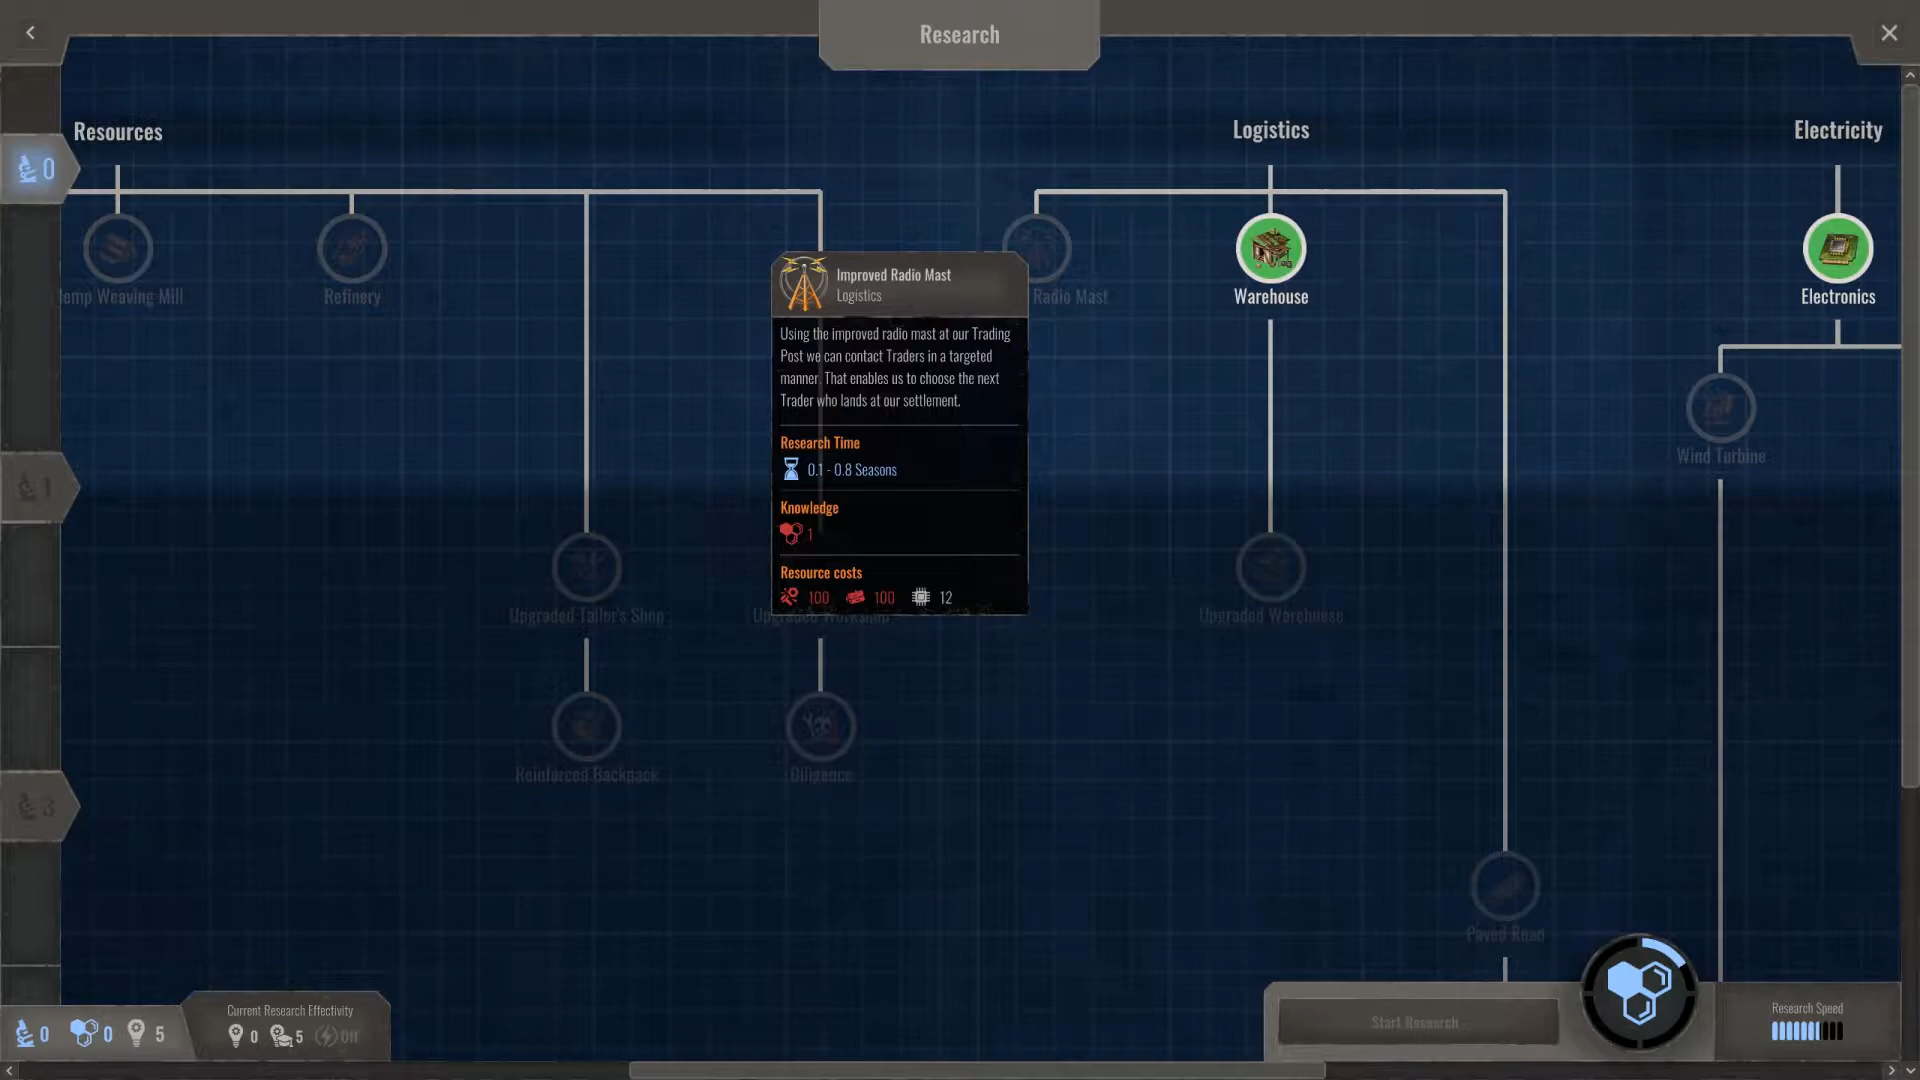 Research
Resources
Logistics
Electricity
0
Hemp Weaving Mill
Refinery
Radio Mast
Warehouse
Electronics
Improved Radio Mast
Logistics
Using the improved radio mast at our Trading
Post we can contact Traders in a targeted
manner. That enables us to choose the next
Trader who lands at our settlement.
Research Time
0.1 - 0.8 Seasons
Knowledge
1
Resource costs
100 100 12
Wind Turbine
1
Upgraded Tailor's Shop
Upgraded Workshop
Upgraded Warehouse
Reinforced Backpack
Diligence
3
Paved Road
0 0 5
Current Research Effectivity
0 5 Off
Start Research
Research Speed